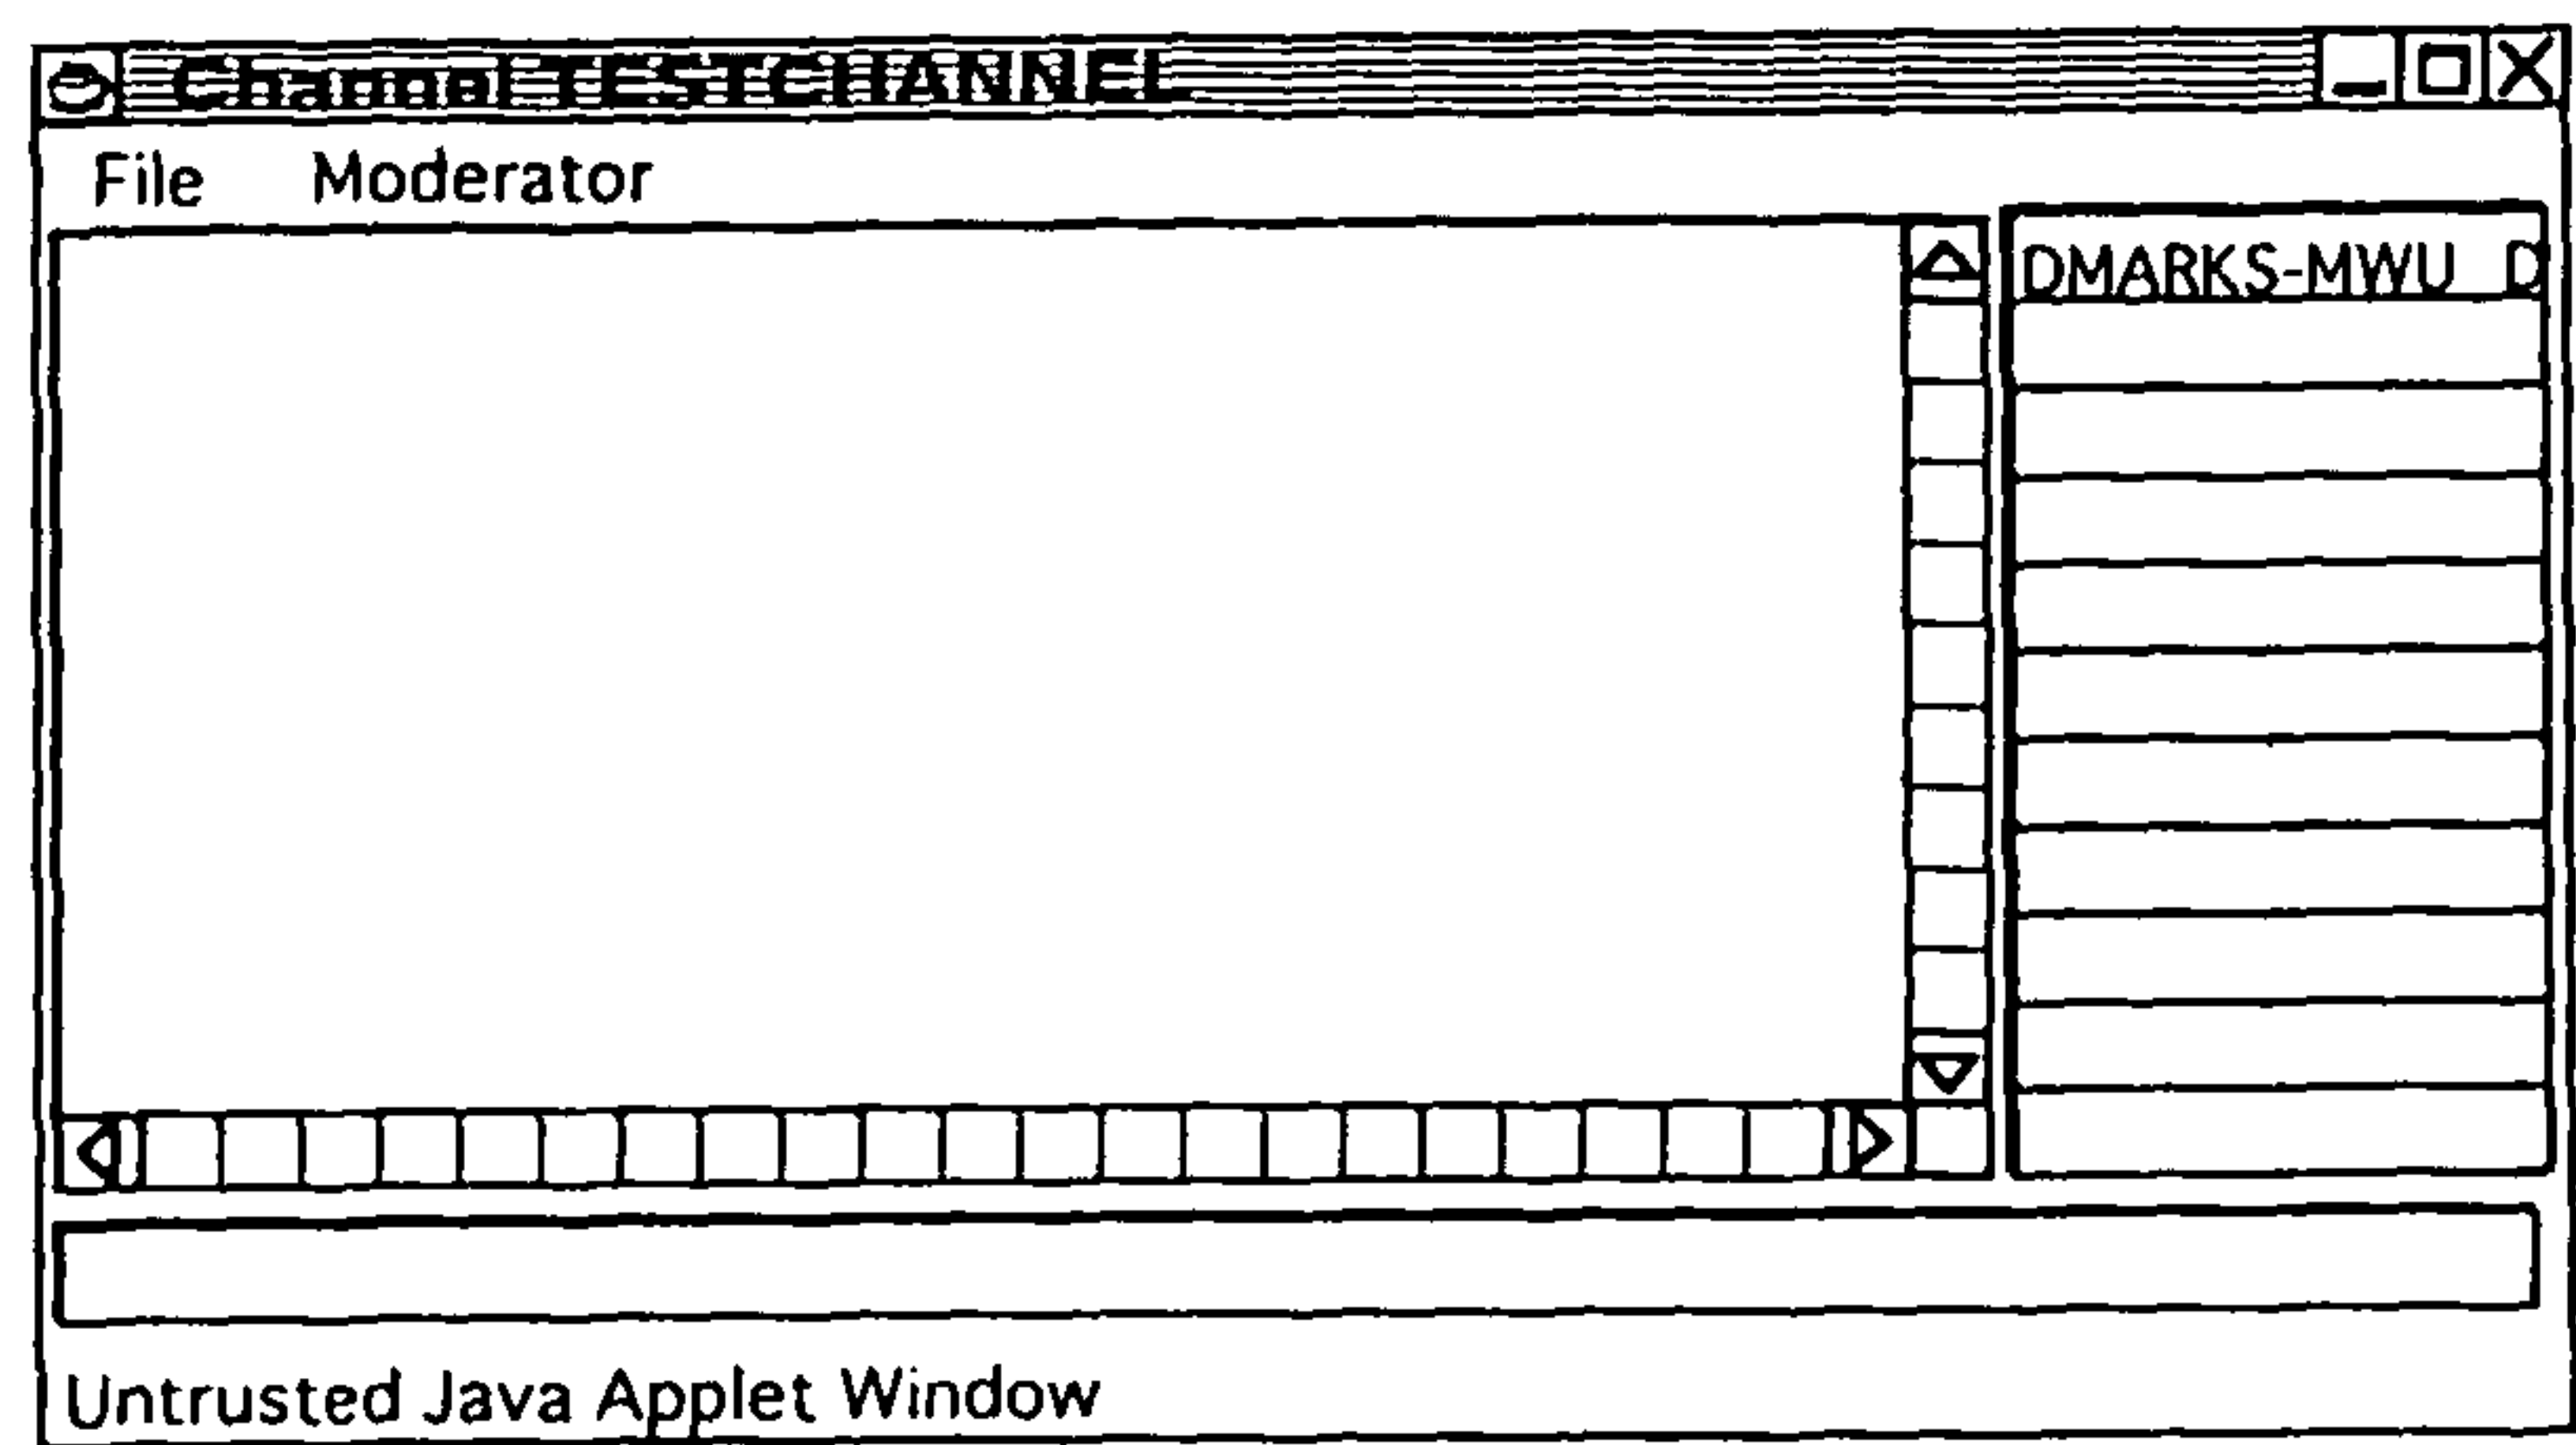 Channel TESTCHANNEL
File Moderator
DMARKS-MWU D
Untrusted Java Applet Window